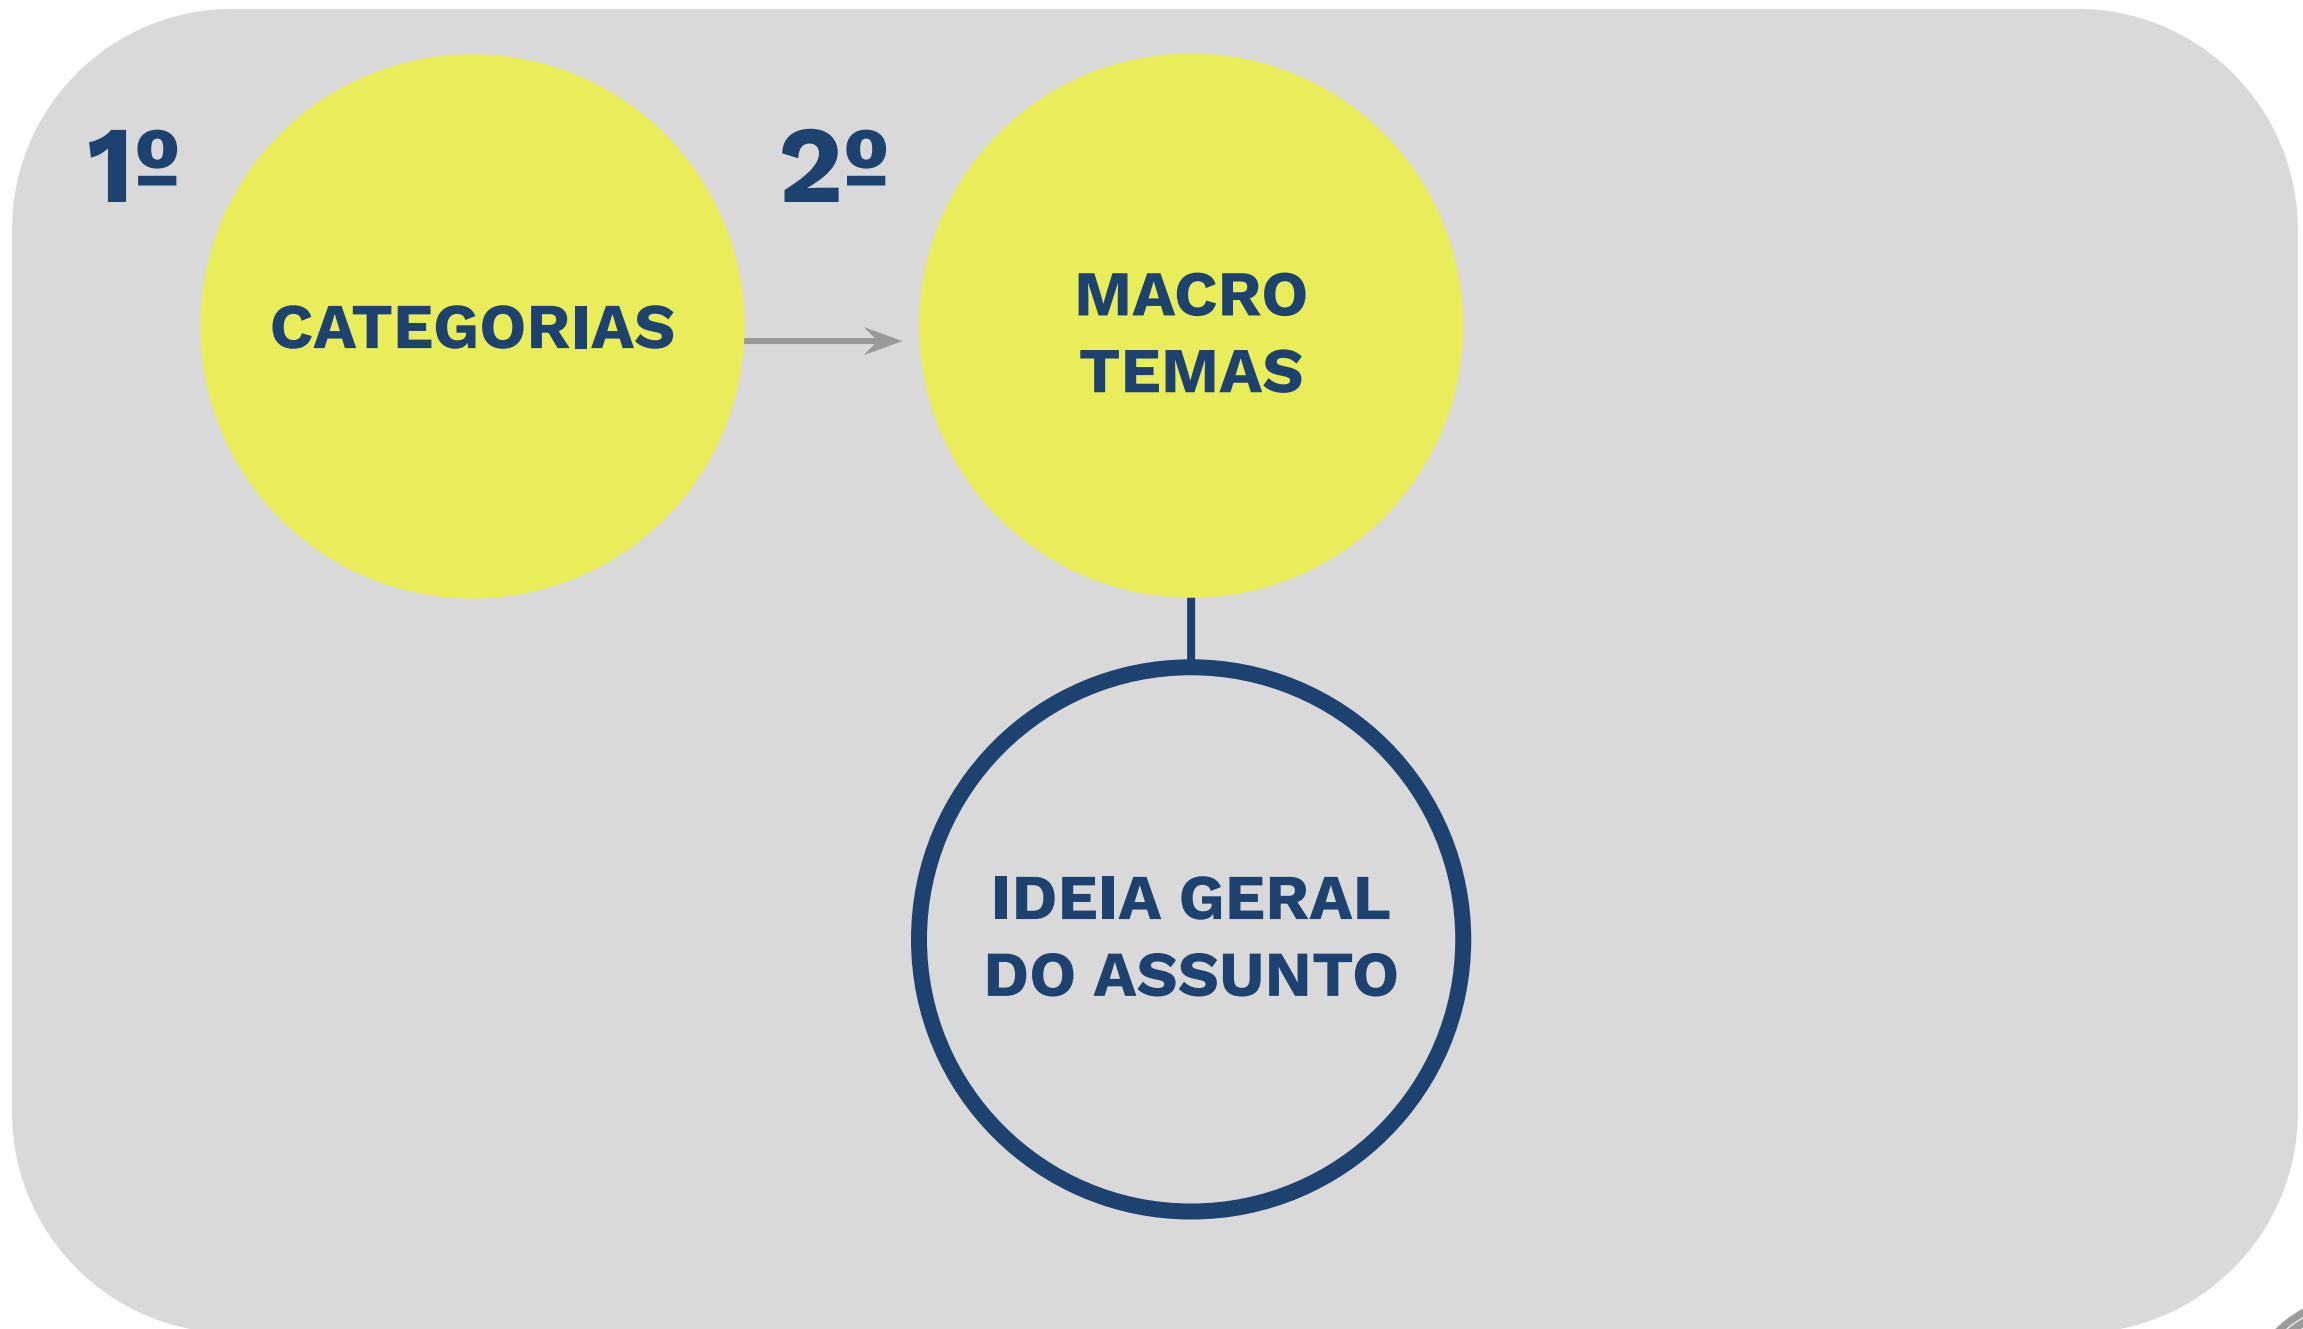 1º
CATEGORIAS
2º
MACRO
TEMAS
IDEIA GERAL
DO ASSUNTO